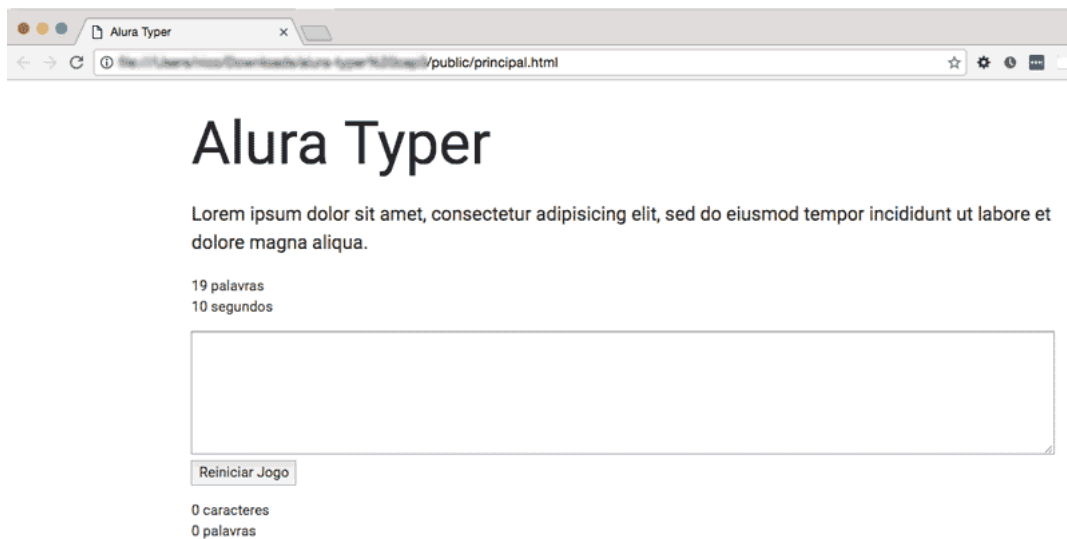 Alura Typer
/public/principal.html
Alura Typer
Lorem ipsum dolor sit amet, consectetur adipisicing elit, sed do eiusmod tempor incididunt ut labore et
dolore magna aliqua.
19 palavras
10 segundos
Reiniciar Jogo
0 caracteres
0 palavras